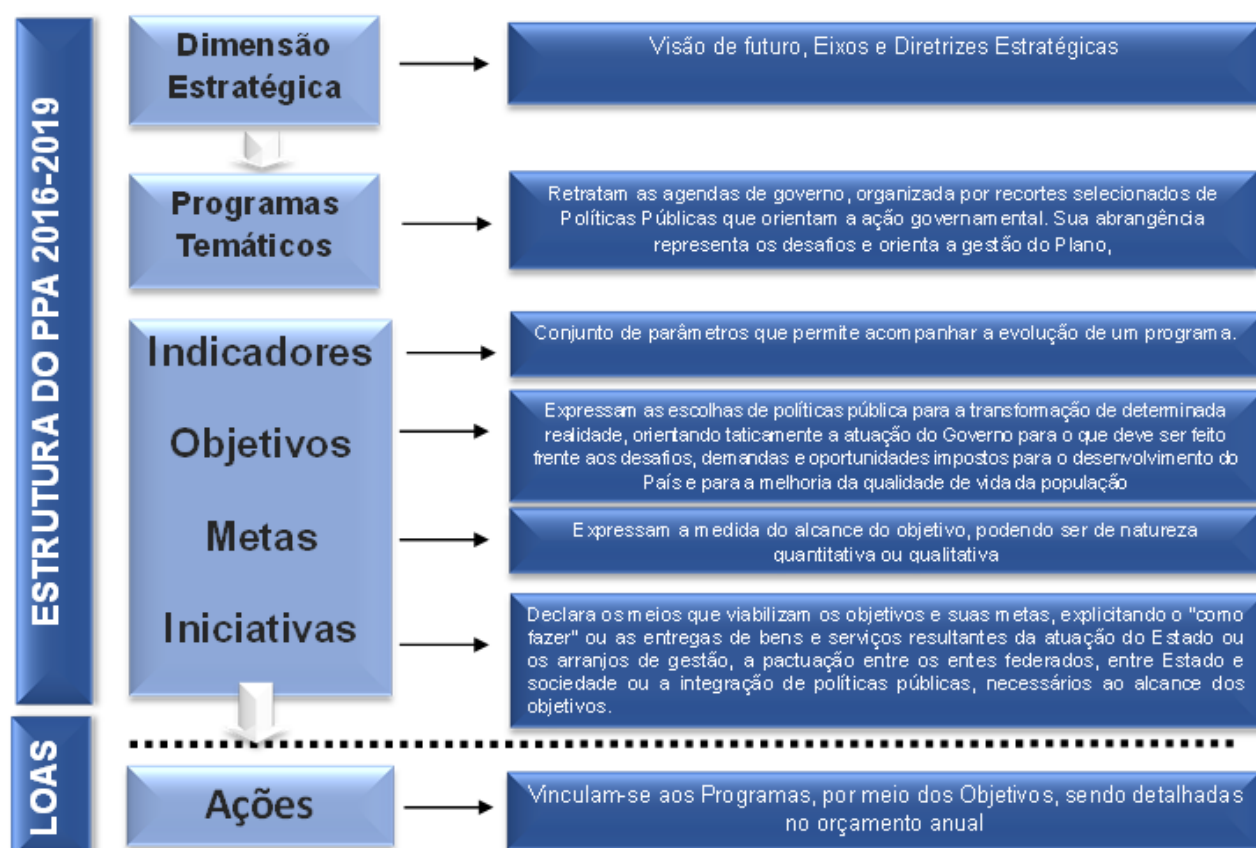 ESTRUTURA DO PPA 2016-2019
Dimensão
Estratégica
Visão de futuro, Eixos e Diretrizes Estratégicas
Programas
Temáticos
Retratam as agendas de governo, organizada por recortes selecionados de
Políticas Públicas que orientam a ação governamental. Sua abrangência
representa os desafios e orienta a gestão do Plano,
Indicadores
Conjunto de parâmetros que permite acompanhar a evolução de um programa.
Objetivos
Expressam as escolhas de políticas pública para a transformação de determinada
realidade, orientando taticamente a atuação do Governo para o que deve ser feito
frente aos desafios, demandas e oportunidades impostos para o desenvolvimento do
País e para a melhoria da qualidade de vida da população
Metas
Expressam a medida do alcance do objetivo, podendo ser de natureza
quantitativa ou qualitativa
Iniciativas
Declara os meios que viabilizam os objetivos e suas metas, explicitando o "como
fazer" ou as entregas de bens e serviços resultantes da atuação do Estado ou
os arranjos de gestão, a pactuação entre os entes federados, entre Estado e
sociedade ou a integração de políticas públicas, necessários ao alcance dos
objetivos.
LOAS
Ações
Vinculam-se aos Programas, por meio dos Objetivos, sendo detalhadas
no orçamento anual